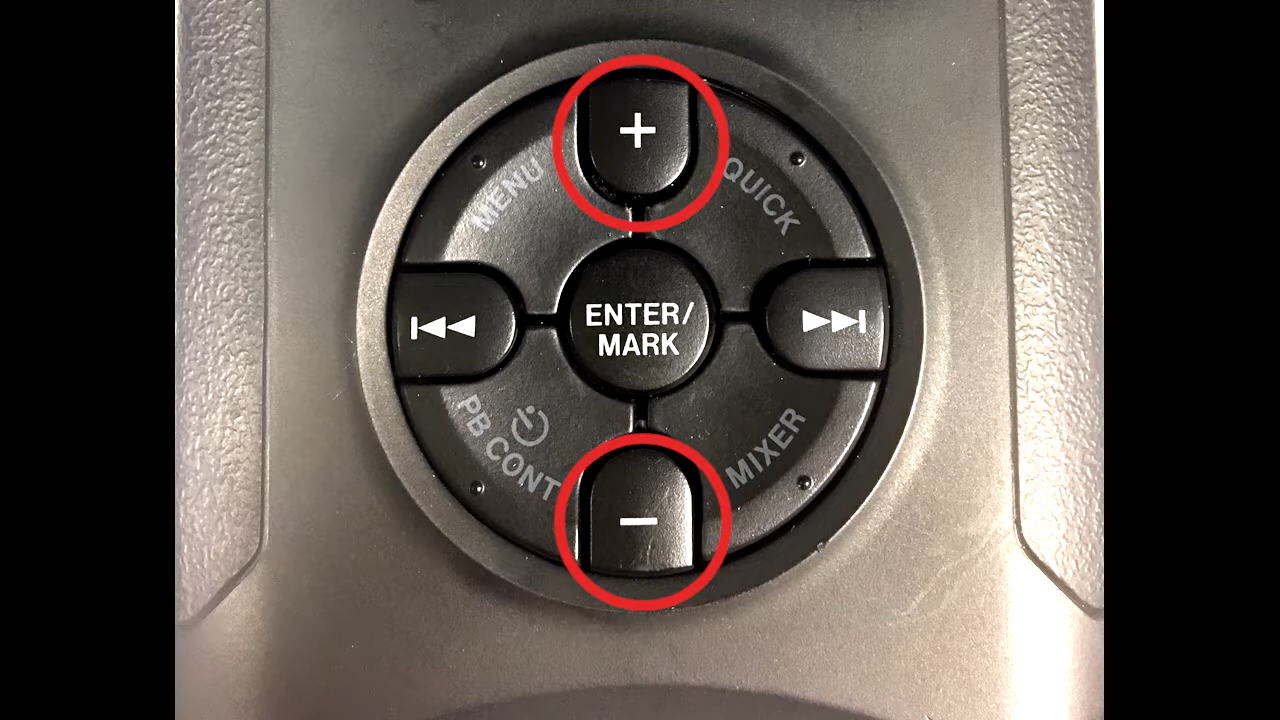 +
MENU
QUICK
ENTER/
MARK
PB CONT
MIXER
−